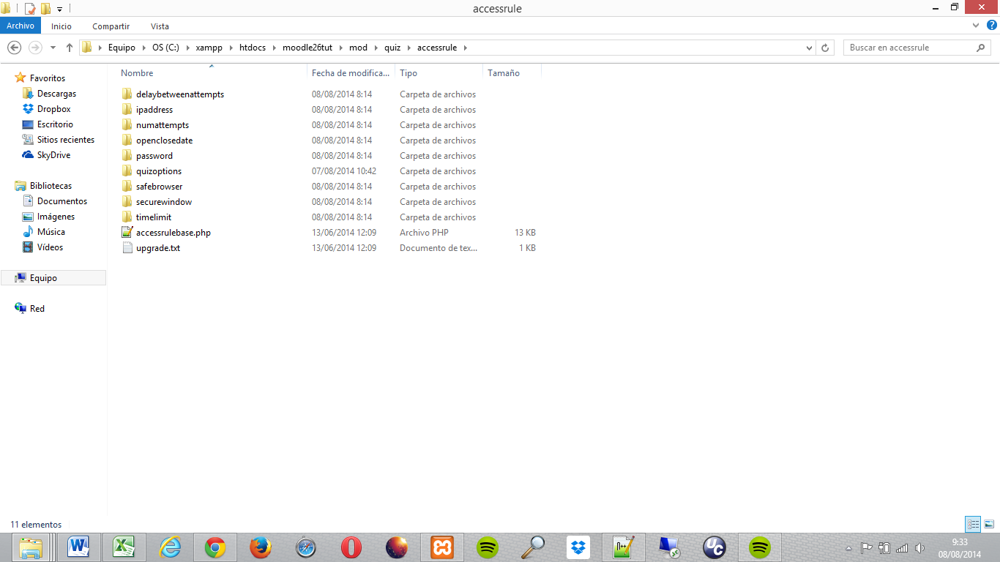 accessrule
Archivo Inicio Compartir Vista
Equipo OS (C:) xampp htdocs moodle26tut mod quiz accessrule
Buscar en accessrule
Favoritos
Descargas
Dropbox
Escritorio
Sitios recientes
SkyDrive
Bibliotecas
Documentos
Imágenes
Música
Vídeos
Equipo
Red
Nombre Fecha de modifica... Tipo Tamaño
delaybetweenattempts 08/08/2014 8:14 Carpeta de archivos
ipaddress 08/08/2014 8:14 Carpeta de archivos
numattempts 08/08/2014 8:14 Carpeta de archivos
openclosedate 08/08/2014 8:14 Carpeta de archivos
password 08/08/2014 8:14 Carpeta de archivos
quizoptions 07/08/2014 10:42 Carpeta de archivos
safebrowser 08/08/2014 8:14 Carpeta de archivos
securewindow 08/08/2014 8:14 Carpeta de archivos
timelimit 08/08/2014 8:14 Carpeta de archivos
accessrulebase.php 13/06/2014 12:09 Archivo PHP 13 KB
upgrade.txt 13/06/2014 12:09 Documento de tex... 1 KB
11 elementos
9:33
08/08/2014